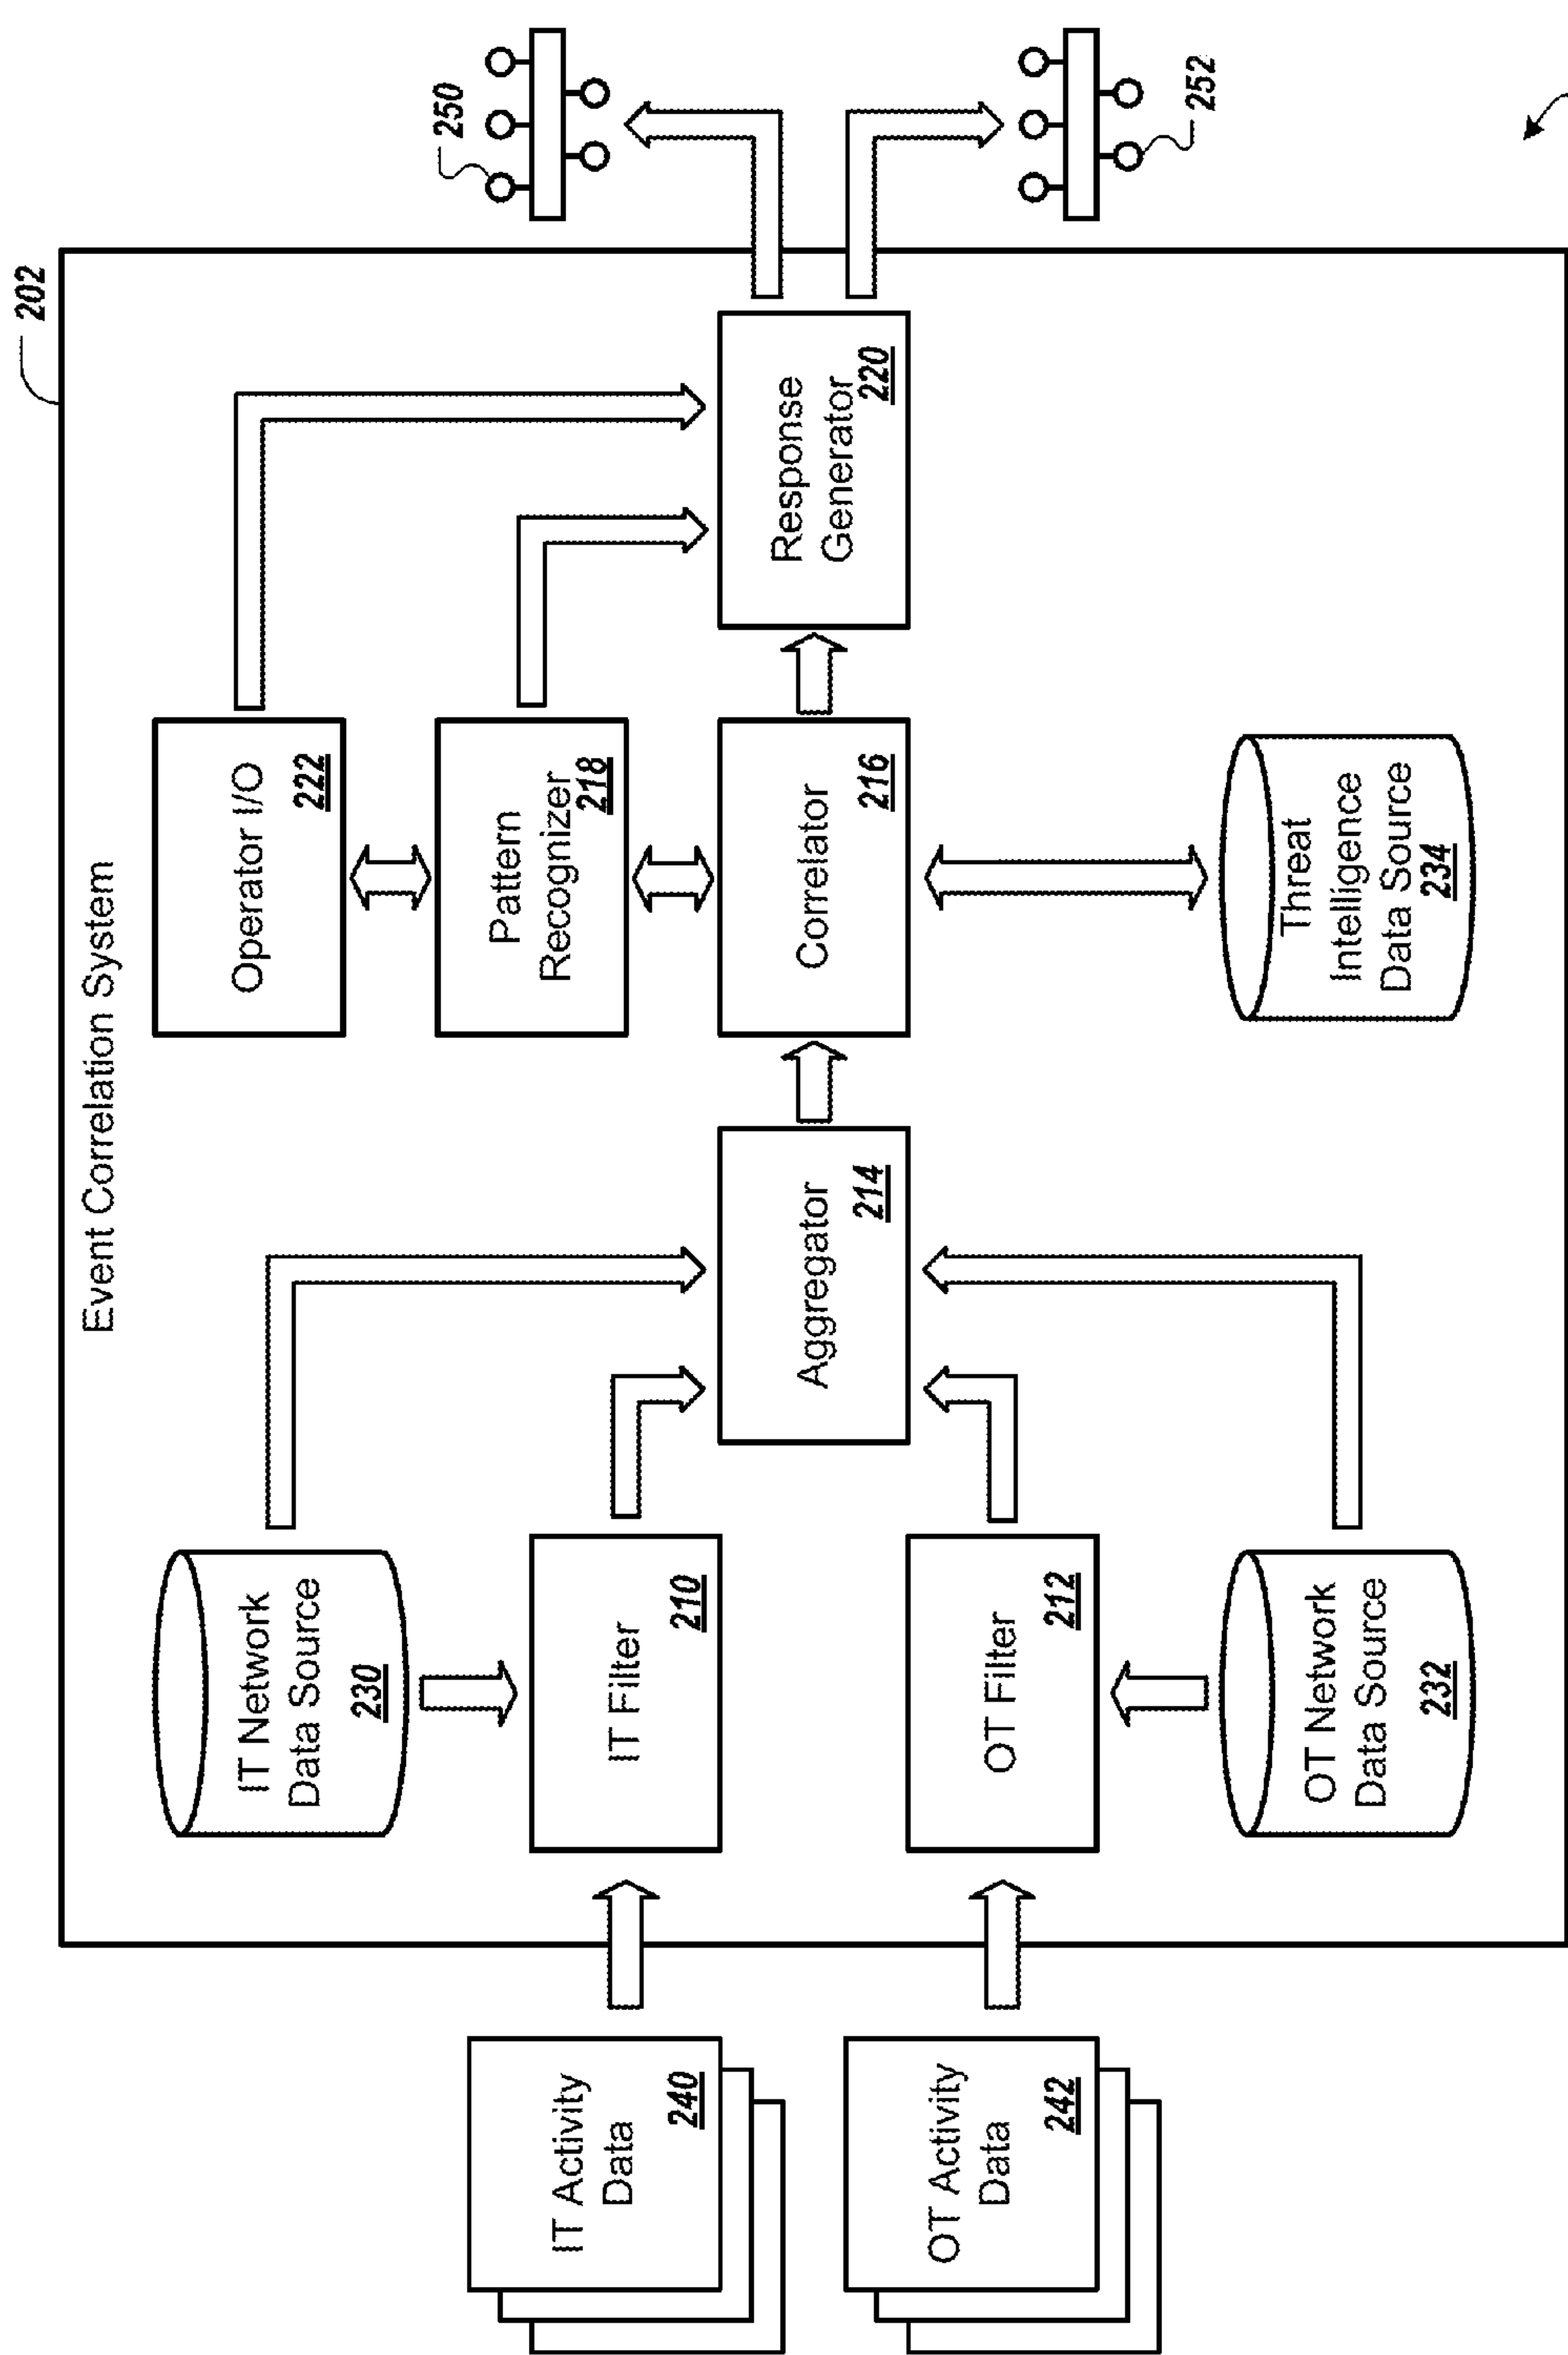 202
Event Correlation System
IT Network
Data Source
230
Operator I/O
222
250
Pattern
Recognizer
218
IT Activity
Data
240
IT Filter
210
Aggregator
214
Correlator
216
Response
Generator
220
OT Activity
Data
242
OT Filter
212
252
OT Network
Data Source
232
Threat
Intelligence
Data Source
234